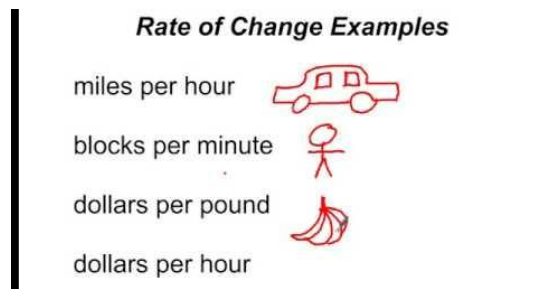 Rate of Change Examples
miles per hour
blocks per minute
dollars per pound
dollars per hour